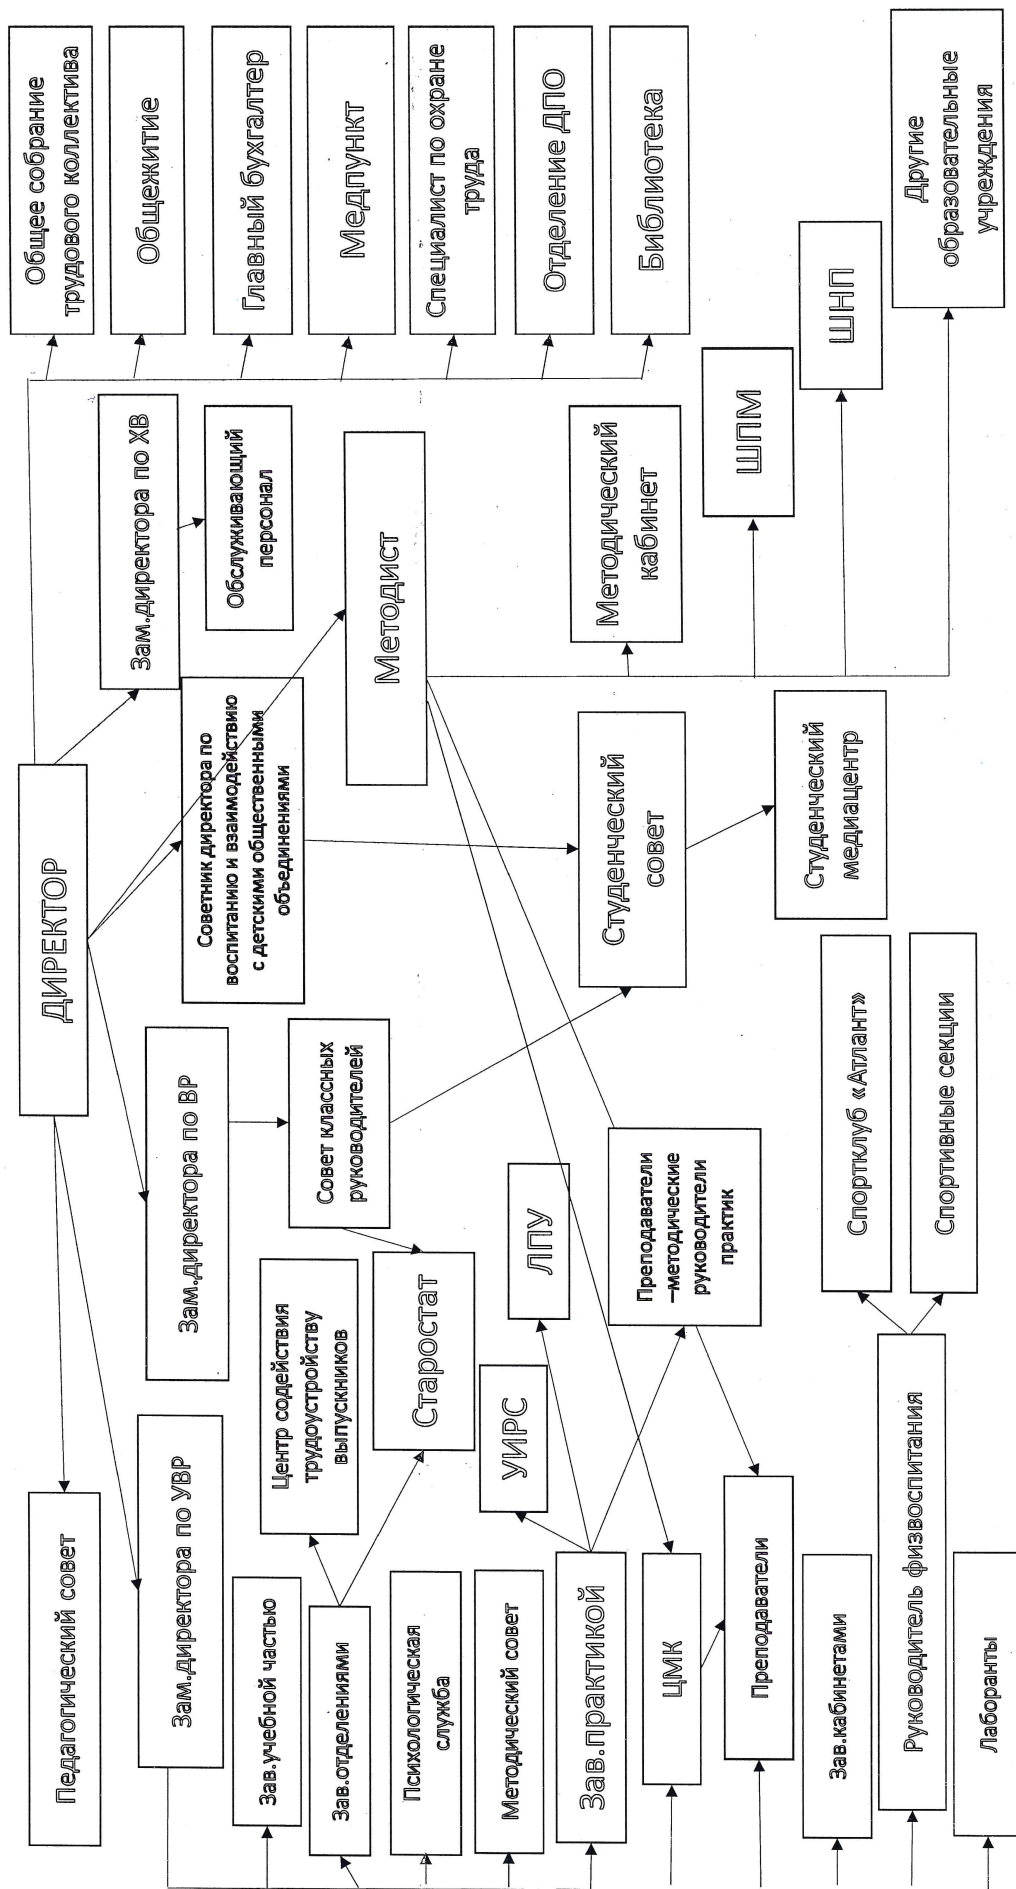 ДИРЕКТОР
Педагогический совет
Зам.директора по УВР
Зам.директора по ВР
Советник директора по
воспитанию и взаимодействию
с детскими общественными
объединениями
Зам.директора по ХВ
Обслуживающий
персонал
Общее собрание
трудового коллектива
Общежитие
Главный бухгалтер
Медпункт
Специалист по охране
труда
Отделение ДПО
Библиотека
Зав.учебной частью
Зав.отделениями
Психологическая
служба
Методический совет
Зав.практикой
ЦМК
Преподаватели
Зав.кабинетами
Руководитель физвоспитания
Лаборанты
Центр содействия
трудоустройству
выпускников
Совет классных
руководителей
Старостат
УИРС
ЛПУ
Преподаватели
–методические
руководители
практик
Спортклуб «Атлант»
Спортивные секции
Методист
Студенческий
совет
Студенческий
медиацентр
Методический
кабинет
ШПМ
ШНП
Другие
образовательные
учреждения